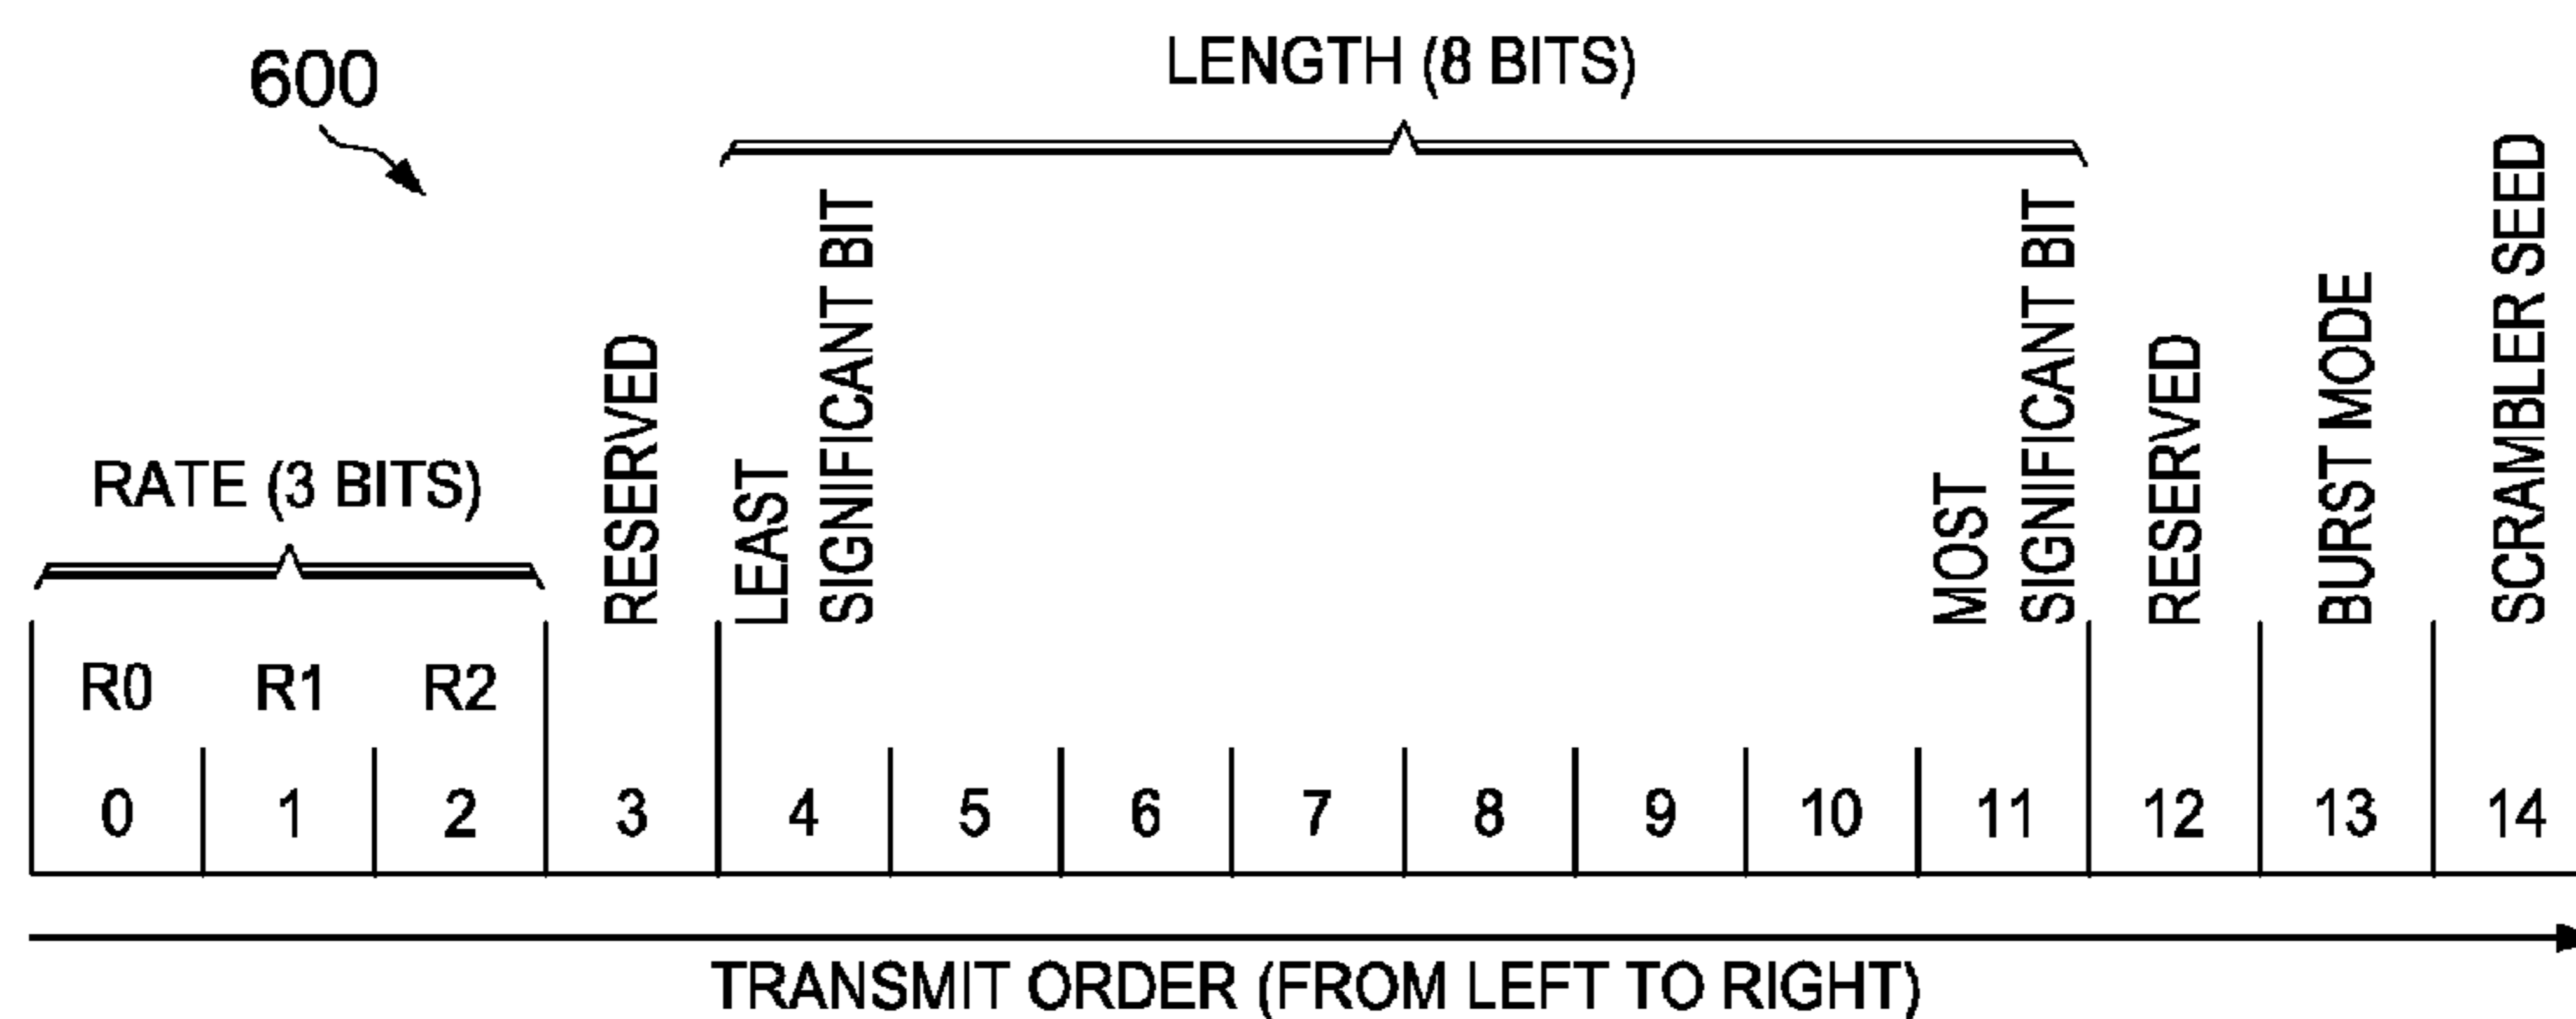 600
LENGTH (8 BITS)
RATE (3 BITS)
RESERVED
LEAST
SIGNIFICANT BIT
MOST
SIGNIFICANT BIT
RESERVED
BURST MODE
SCRAMBLER SEED
R0 R1 R2
0 1 2 3 4 5 6 7 8 9 10 11 12 13 14
TRANSMIT ORDER (FROM LEFT TO RIGHT)